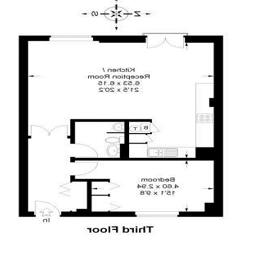 N S
Kitchen /
Reception Room
6.53 x 6.15
21'5 x 20'2
B
Bedroom
4.60 x 2.94
15'1 x 9'8
In
Third Floor